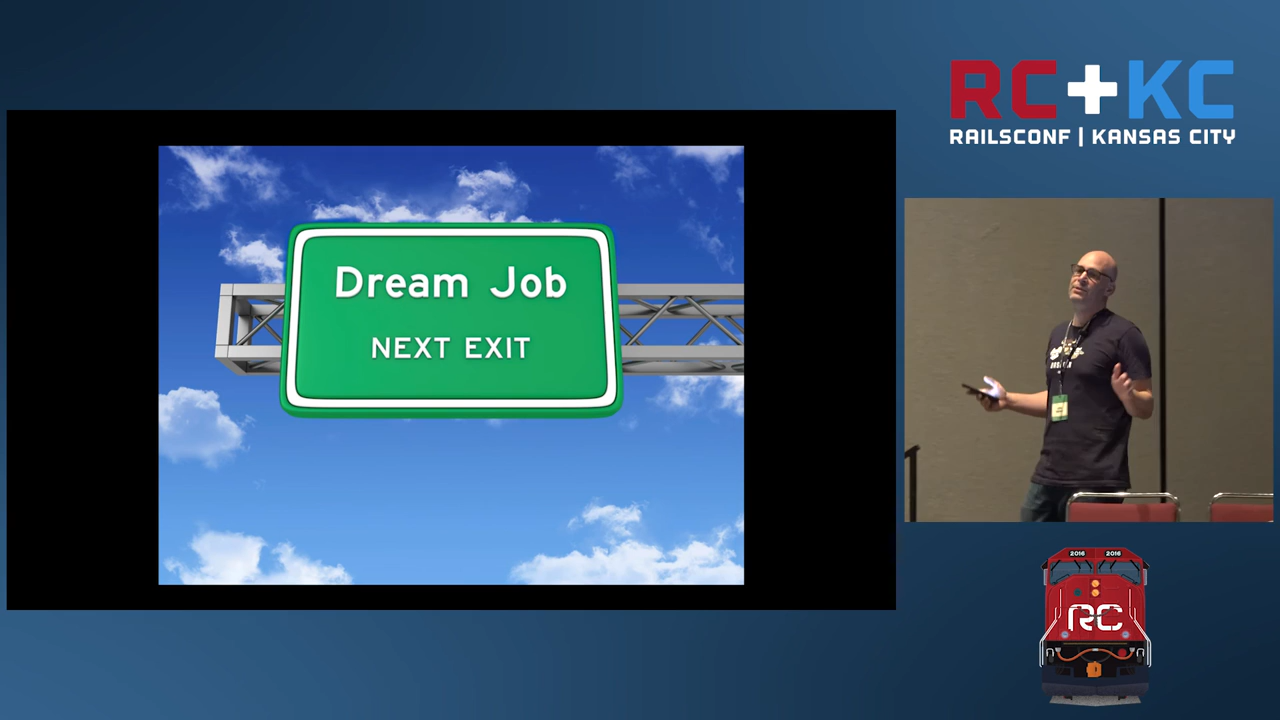 RC+KC
RAILSCONF | KANSAS CITY
Dream Job
NEXT EXIT
2016 2016
RC